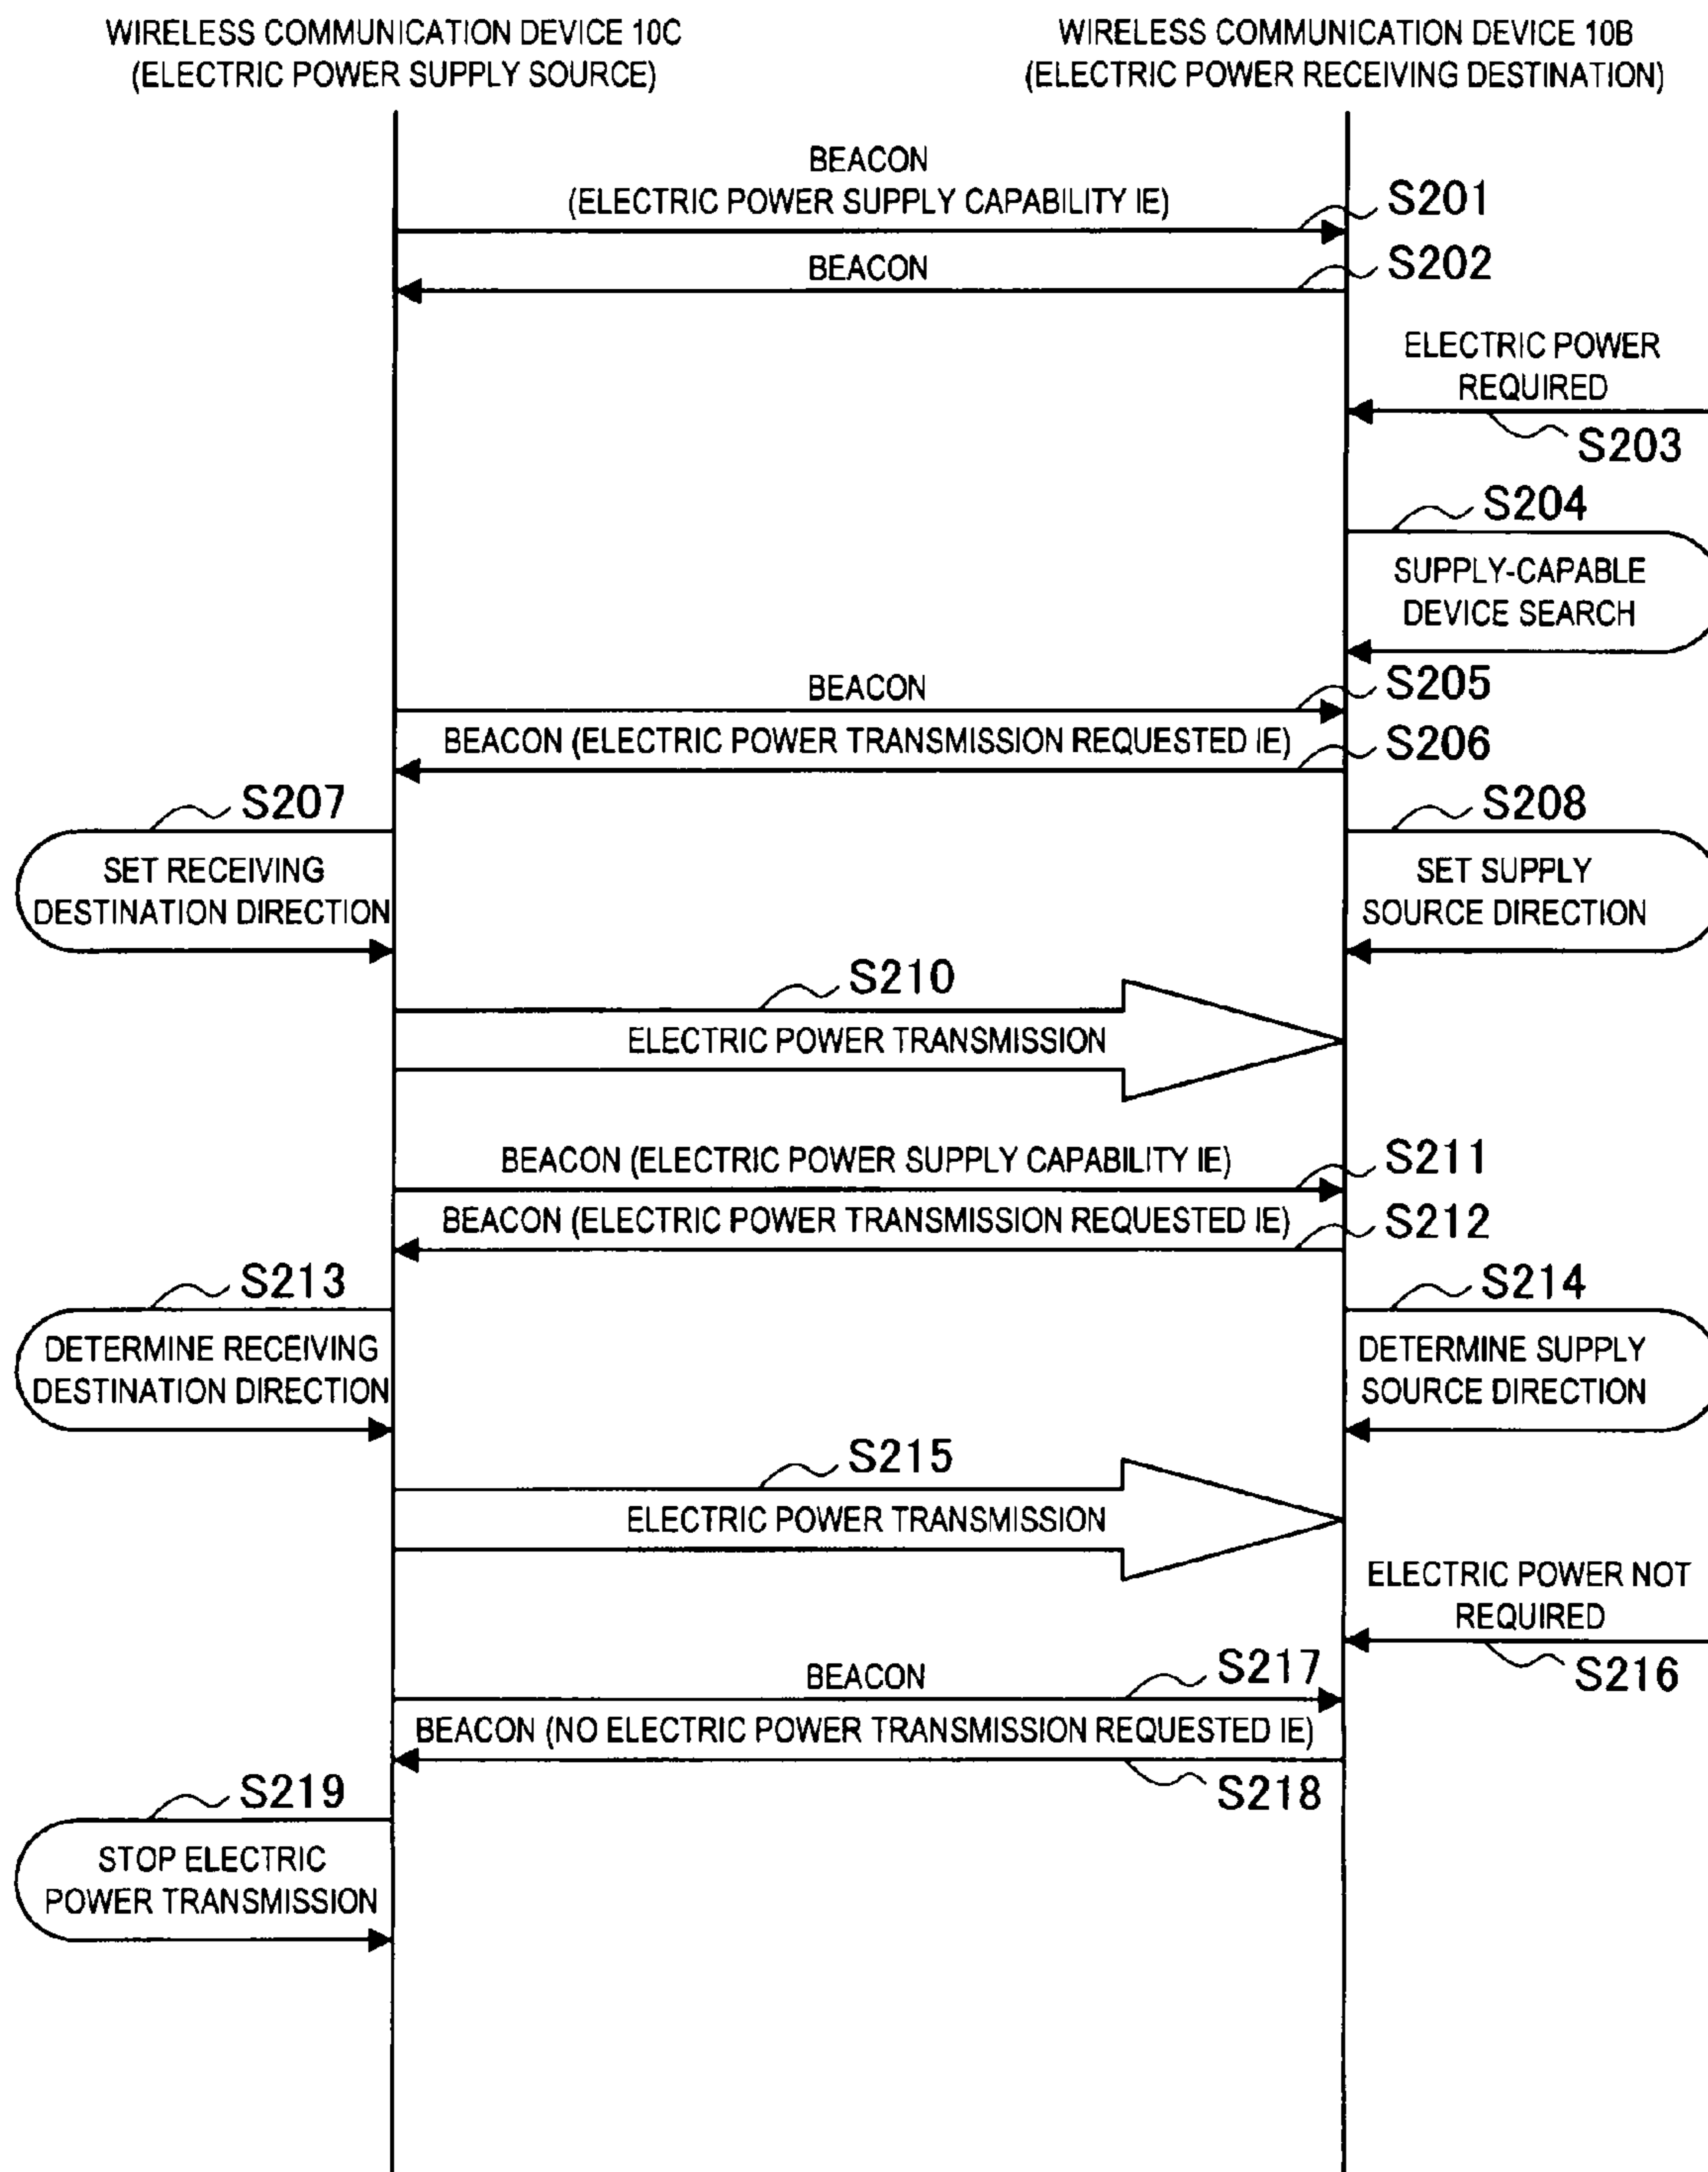 WIRELESS COMMUNICATION DEVICE 10C
(ELECTRIC POWER SUPPLY SOURCE)
WIRELESS COMMUNICATION DEVICE 10B
(ELECTRIC POWER RECEIVING DESTINATION)
BEACON
(ELECTRIC POWER SUPPLY CAPABILITY IE)
S201
BEACON
S202
ELECTRIC POWER
REQUIRED
S203
S204
SUPPLY-CAPABLE
DEVICE SEARCH
BEACON
S205
BEACON (ELECTRIC POWER TRANSMISSION REQUESTED IE)
S206
S207
SET RECEIVING
DESTINATION DIRECTION
S208
SET SUPPLY
SOURCE DIRECTION
S210
ELECTRIC POWER TRANSMISSION
BEACON (ELECTRIC POWER SUPPLY CAPABILITY IE)
S211
BEACON (ELECTRIC POWER TRANSMISSION REQUESTED IE)
S212
S213
DETERMINE RECEIVING
DESTINATION DIRECTION
S214
DETERMINE SUPPLY
SOURCE DIRECTION
S215
ELECTRIC POWER TRANSMISSION
ELECTRIC POWER NOT
REQUIRED
S216
BEACON
S217
BEACON (NO ELECTRIC POWER TRANSMISSION REQUESTED IE)
S218
S219
STOP ELECTRIC
POWER TRANSMISSION